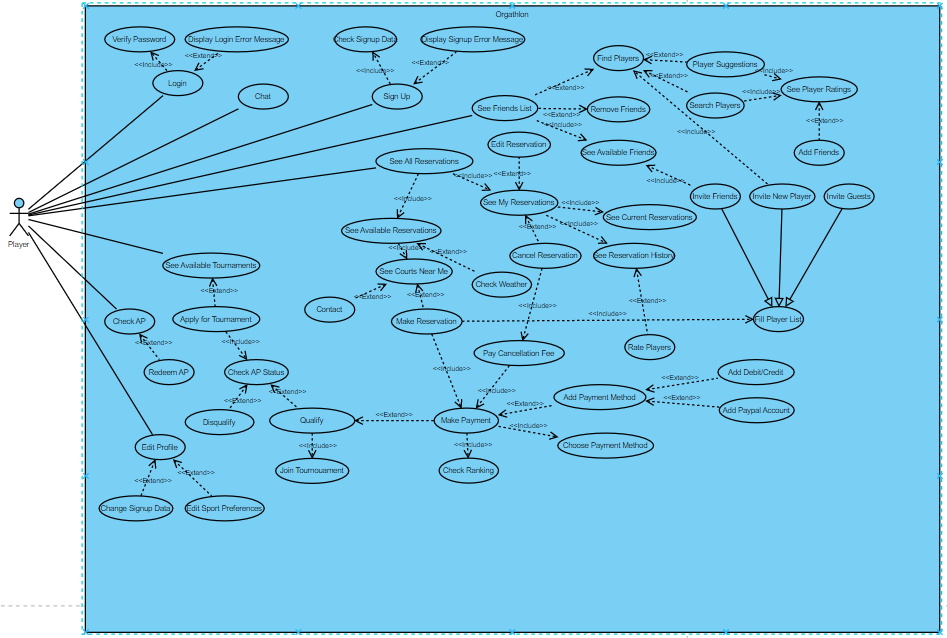 Orgathlon
Verify Password
Display Login Error Message
Check Signup Data
Display Signup Error Message
<<Extend>>
<<Include>>
<<Include>>
<<Extend>>
Login
Sign Up
Chat
Find Players
<<Extend>>
Player Suggestions
<<Include>>
<<Extend>>
See Player Ratings
<<Extend>>
Search Players
See Friends List
Remove Friends
<<Extend>>
<<Include>>
<<Include>>
<<Extend>>
Edit Reservation
See Available Friends
Add Friends
See All Reservations
<<Include>>
<<Extend>>
<<Include>>
Invite Friends
Invite New Player
Invite Guests
<<Include>>
See My Reservations
<<Include>>
See Current Reservations
<<Extend>>
<<Include>>
Player
See Available Reservations
<<Include>>
<<Extend>>
Cancel Reservation
See Reservation History
See Available Tournaments
See Courts Near Me
Check Weather
<<Extend>>
<<Extend>>
<<Extend>>
<<Extend>>
Contact
<<Include>>
<<Include>>
Check AP
Apply for Tournament
Make Reservation
Fill Player List
<<Extend>>
<<Include>>
Rate Players
Pay Cancellation Fee
Redeem AP
Check AP Status
<<Include>>
Add Debit/Credit
<<Extend>>
<<Extend>>
<<Include>>
<<Extend>>
Add Payment Method
<<Extend>>
<<Extend>>
<<Extend>>
Add Paypal Account
Disqualify
Qualify
<<Extend>>
Make Payment
<<Include>>
Edit Profile
<<Include>>
<<Include>>
Choose Payment Method
Join Tournouament
Check Ranking
<<Extend>>
<<Extend>>
Change Signup Data
Edit Sport Preferences